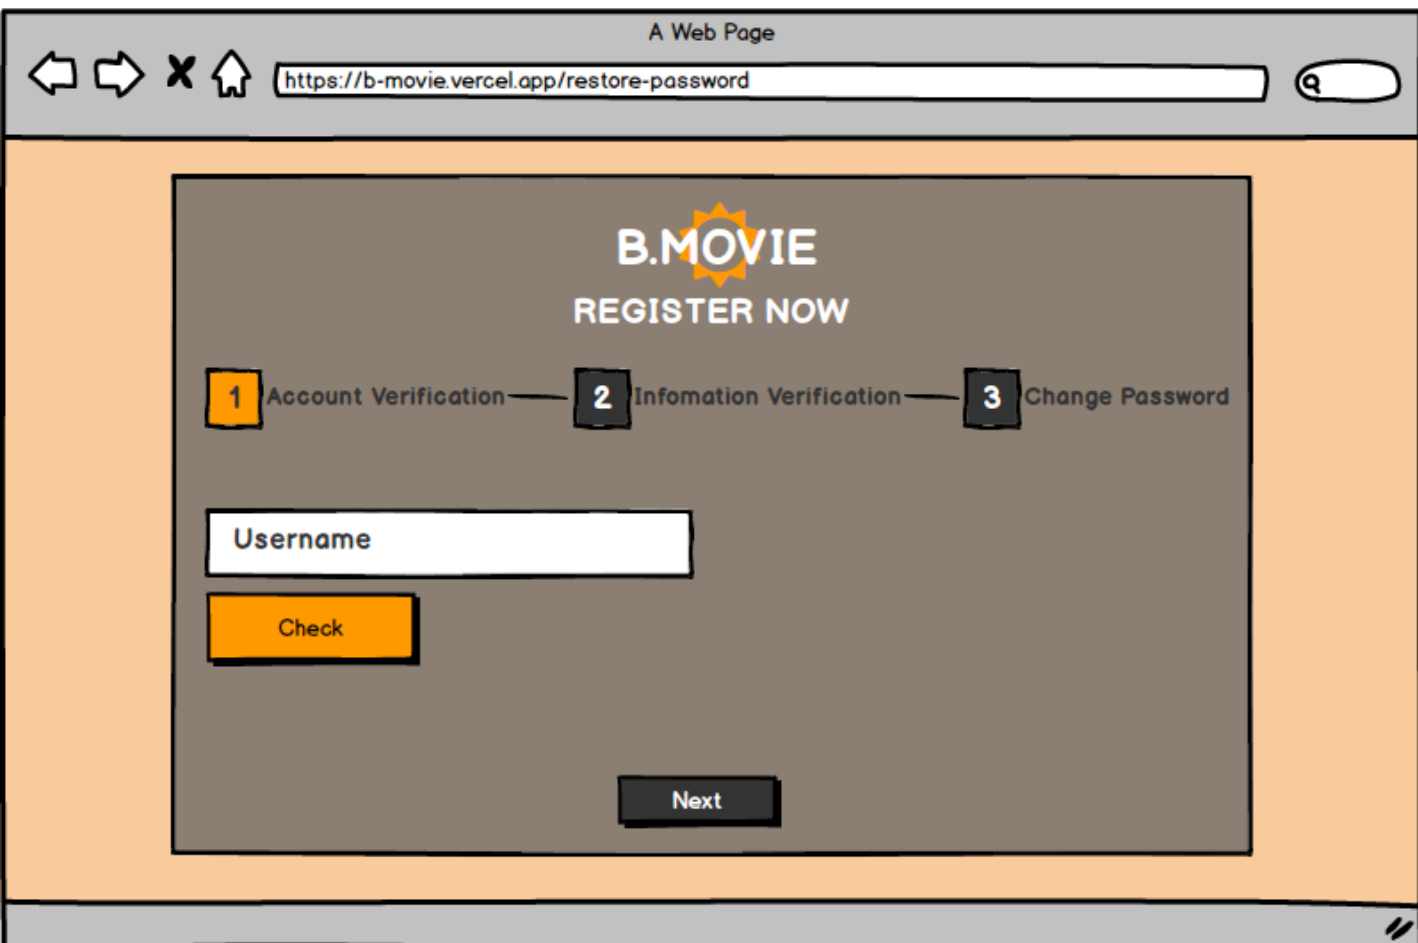 A Web Page
https://b-movie.vercel.app/restore-password
B.MOVIE
REGISTER NOW
1 Account Verification 2 Infomation Verification 3 Change Password
Username
Check
Next